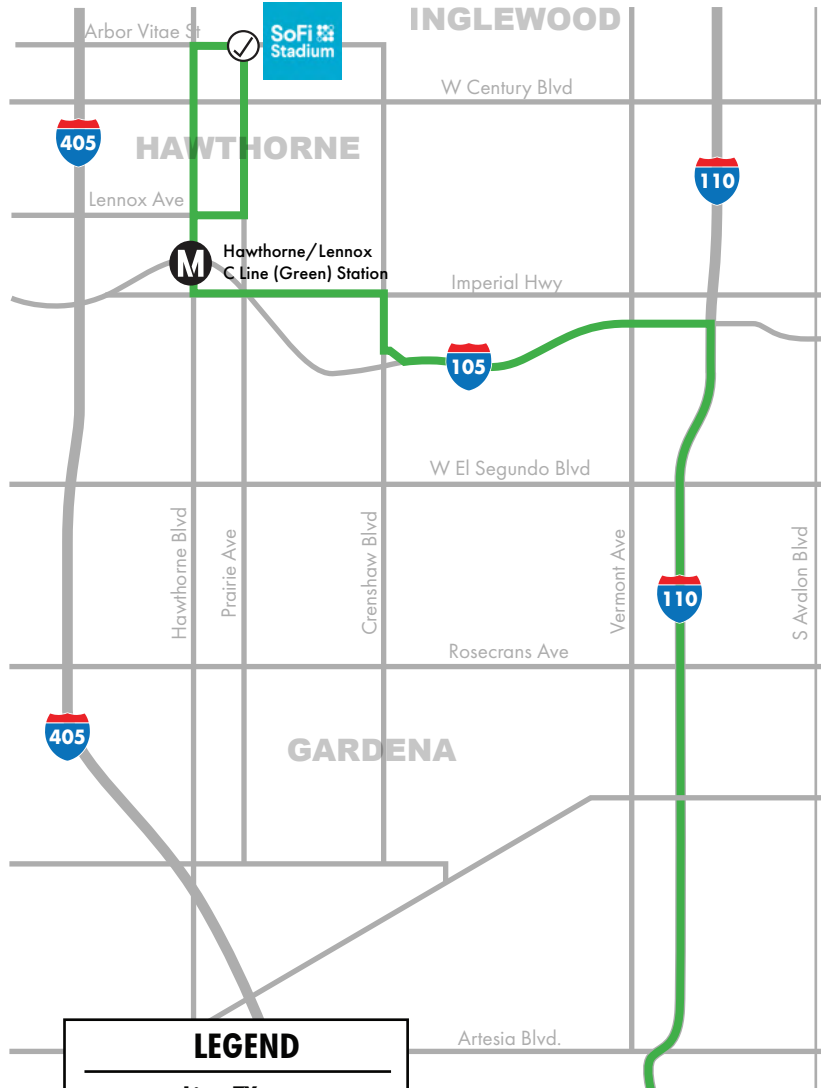 INGLEWOOD
Arbor Vitae St
SoFi
Stadium
W Century Blvd
405
HAWTHORNE
110
Lennox Ave
M
Hawthorne/Lennox
C Line (Green) Station
Imperial Hwy
105
W El Segundo Blvd
Hawthorne Blvd
Prairie Ave
Crenshaw Blvd
Vermont Ave
S Avalon Blvd
110
Rosecrans Ave
405
GARDENA
Artesia Blvd.
LEGEND